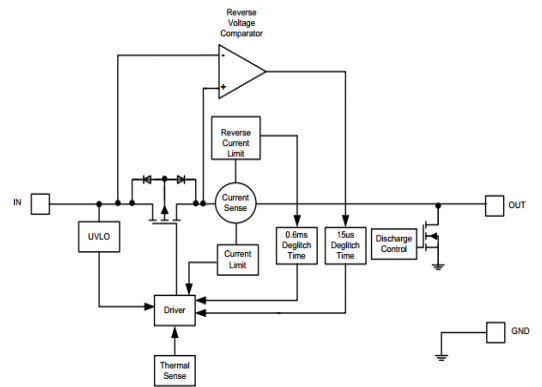 Reverse
Voltage
Comparator
-
+
Reverse
Current
Limit
IN
Current
Sense
OUT
UVLO
Current
Limit
0.6ms
Deglitch
Time
15us
Deglitch
Time
Discharge
Control
Driver
GND
Thermal
Sense